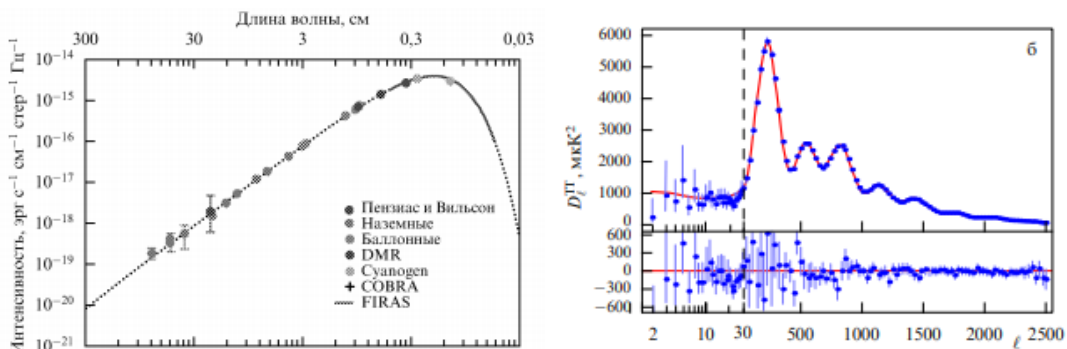 Длина волны, см
300 30 3 0,3 0,03
Интенсивность, эрг с⁻¹ см⁻¹ стер⁻¹ Гц⁻¹
10⁻¹⁴
10⁻¹⁵
10⁻¹⁶
10⁻¹⁷
10⁻¹⁸
10⁻¹⁹
10⁻²⁰
10⁻²¹
Пензиас и Вильсон
Наземные
Баллонные
DMR
Cyanogen
COBRA
FIRAS
б
D_ℓ^TT, мкК²
6000
5000
4000
3000
2000
1000
0
600
300
0
−300
−600
2 10 30 500 1000 1500 2000 2500
ℓ